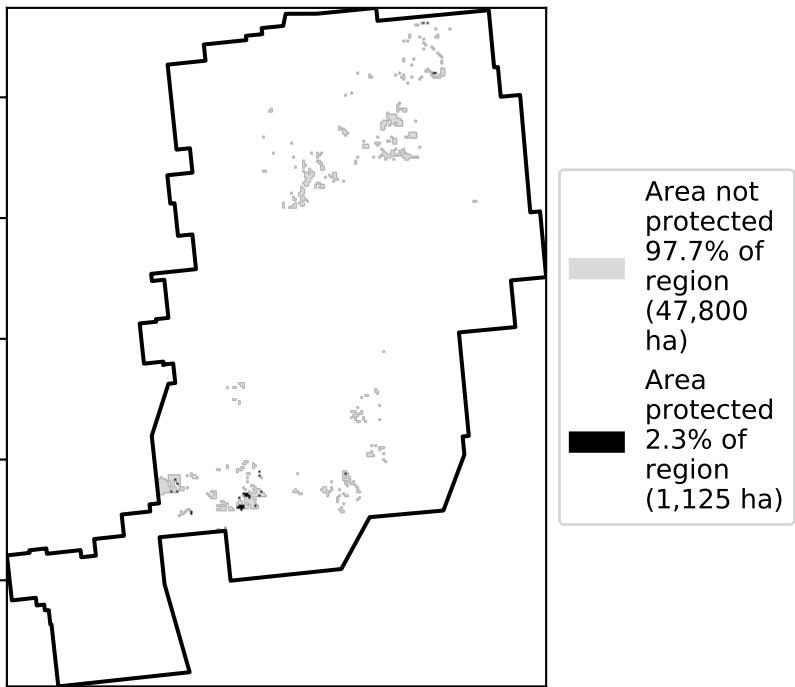 Area not
protected
97.7% of
region
(47,800
ha)
Area
protected
2.3% of
region
(1,125 ha)